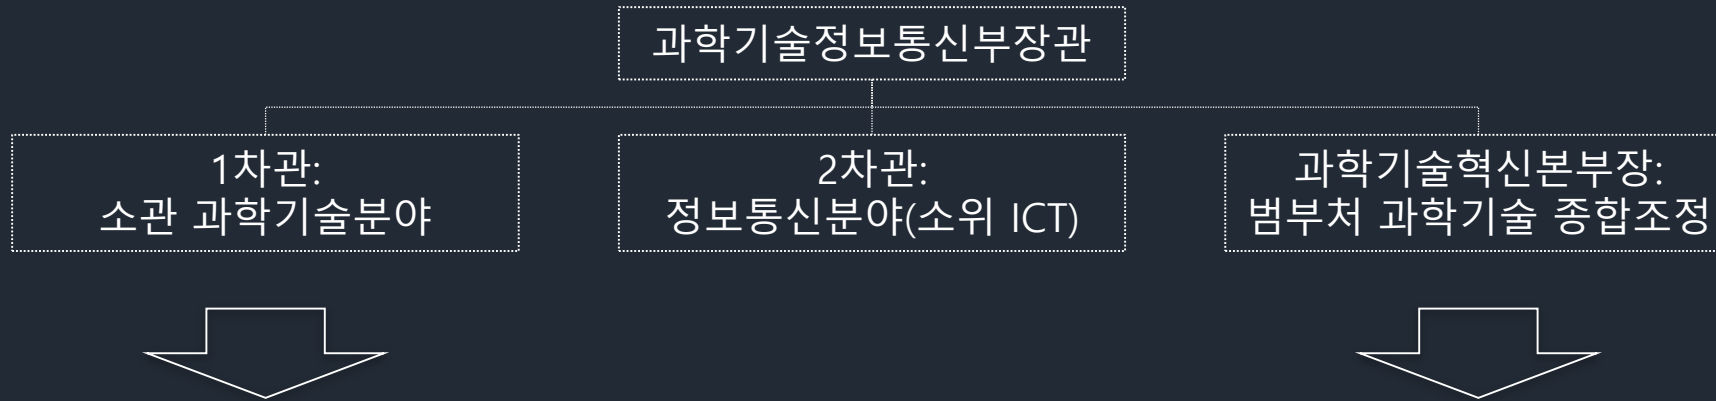 과학기술정보통신부장관
1차관:
소관 과학기술분야
2차관:
정보통신분야(소위 ICT)
과학기술혁신본부장:
범부처 과학기술 종합조정